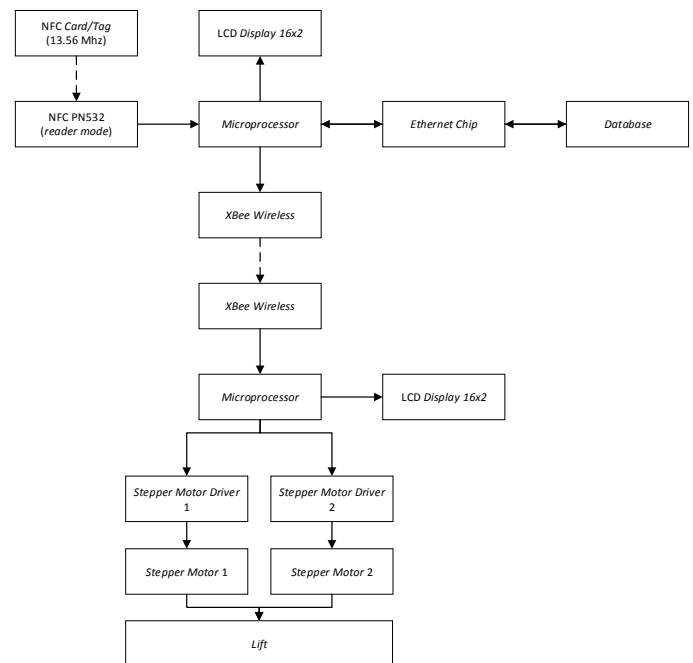 NFC Card/Tag
(13.56 Mhz)
LCD Display 16x2
NFC PN532
(reader mode)
Microprocessor
Ethernet Chip
Database
XBee Wireless
XBee Wireless
Microprocessor
LCD Display 16x2
Stepper Motor Driver
1
Stepper Motor Driver
2
Stepper Motor 1
Stepper Motor 2
Lift